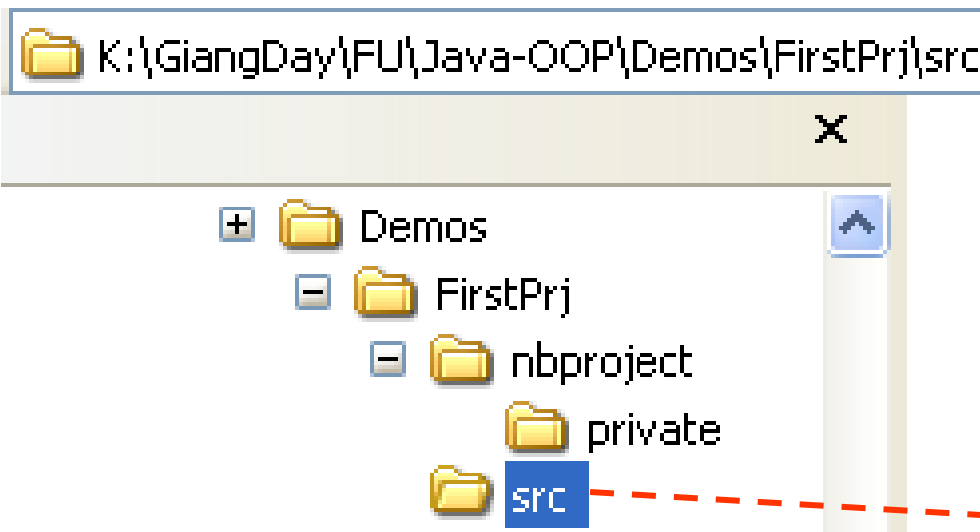 K:\GiangDay\FU\Java-OOP\Demos\FirstPrj\src
Demos
FirstPrj
nbproject
private
src